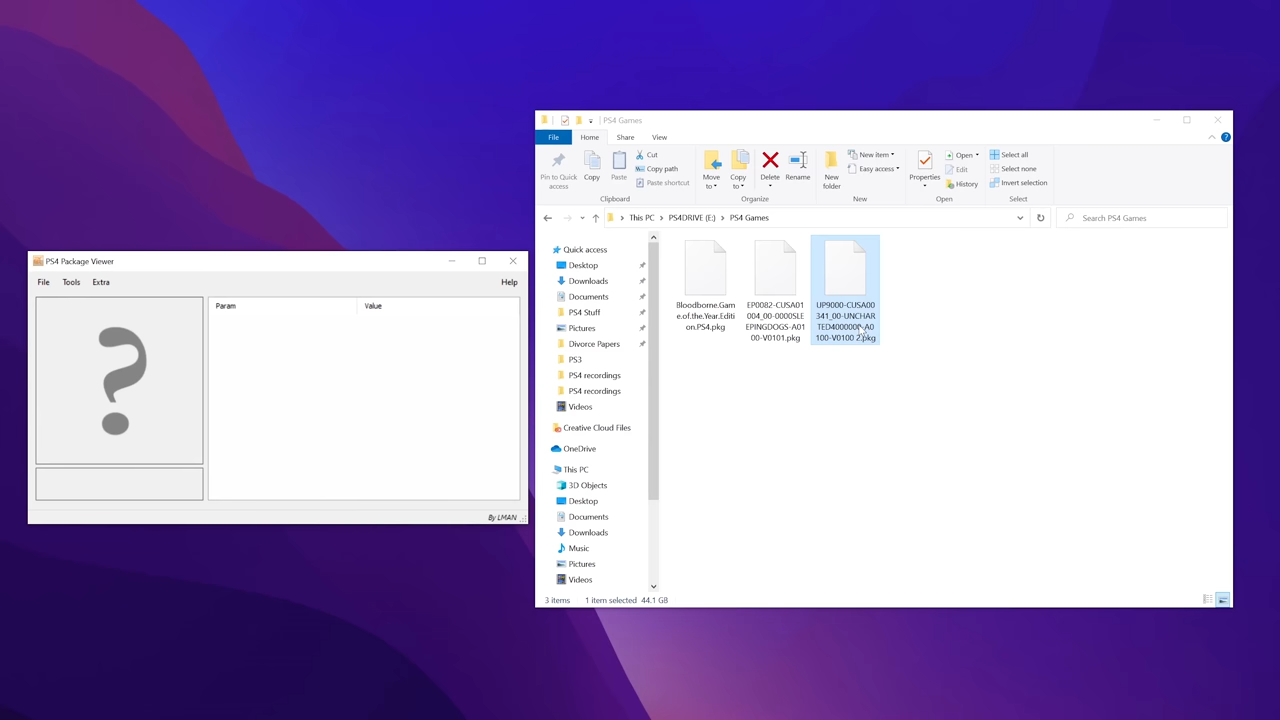 PS4 Package Viewer
File Tools Extra Help
Param Value
By LMAN
PS4 Games
File Home Share View
Pin to Quick
access
Copy
Paste
Cut
Copy path
Paste shortcut
Clipboard
Move
to
Copy
to
Delete
Rename
Organize
New
folder
New item
Easy access
New
Properties
Open
Edit
History
Open
Select all
Select none
Invert selection
Select
This PC > PS4DRIVE (E:) > PS4 Games
Search PS4 Games
Quick access
Desktop
Downloads
Documents
PS4 Stuff
Pictures
Divorce Papers
PS3
PS4 recordings
PS4 recordings
Videos
Creative Cloud Files
OneDrive
This PC
3D Objects
Desktop
Documents
Downloads
Music
Pictures
Videos
Bloodborne.Gam
e.of.the.Year.Editi
on.PS4.pkg
EP0082-CUSA01
004_00-0000SLE
EPINGDOGS-A01
00-V0101.pkg
UP9000-CUSA00
341_00-UNCHAR
TED4000000-A0
100-V0100 2.pkg
3 items 1 item selected 44.1 GB